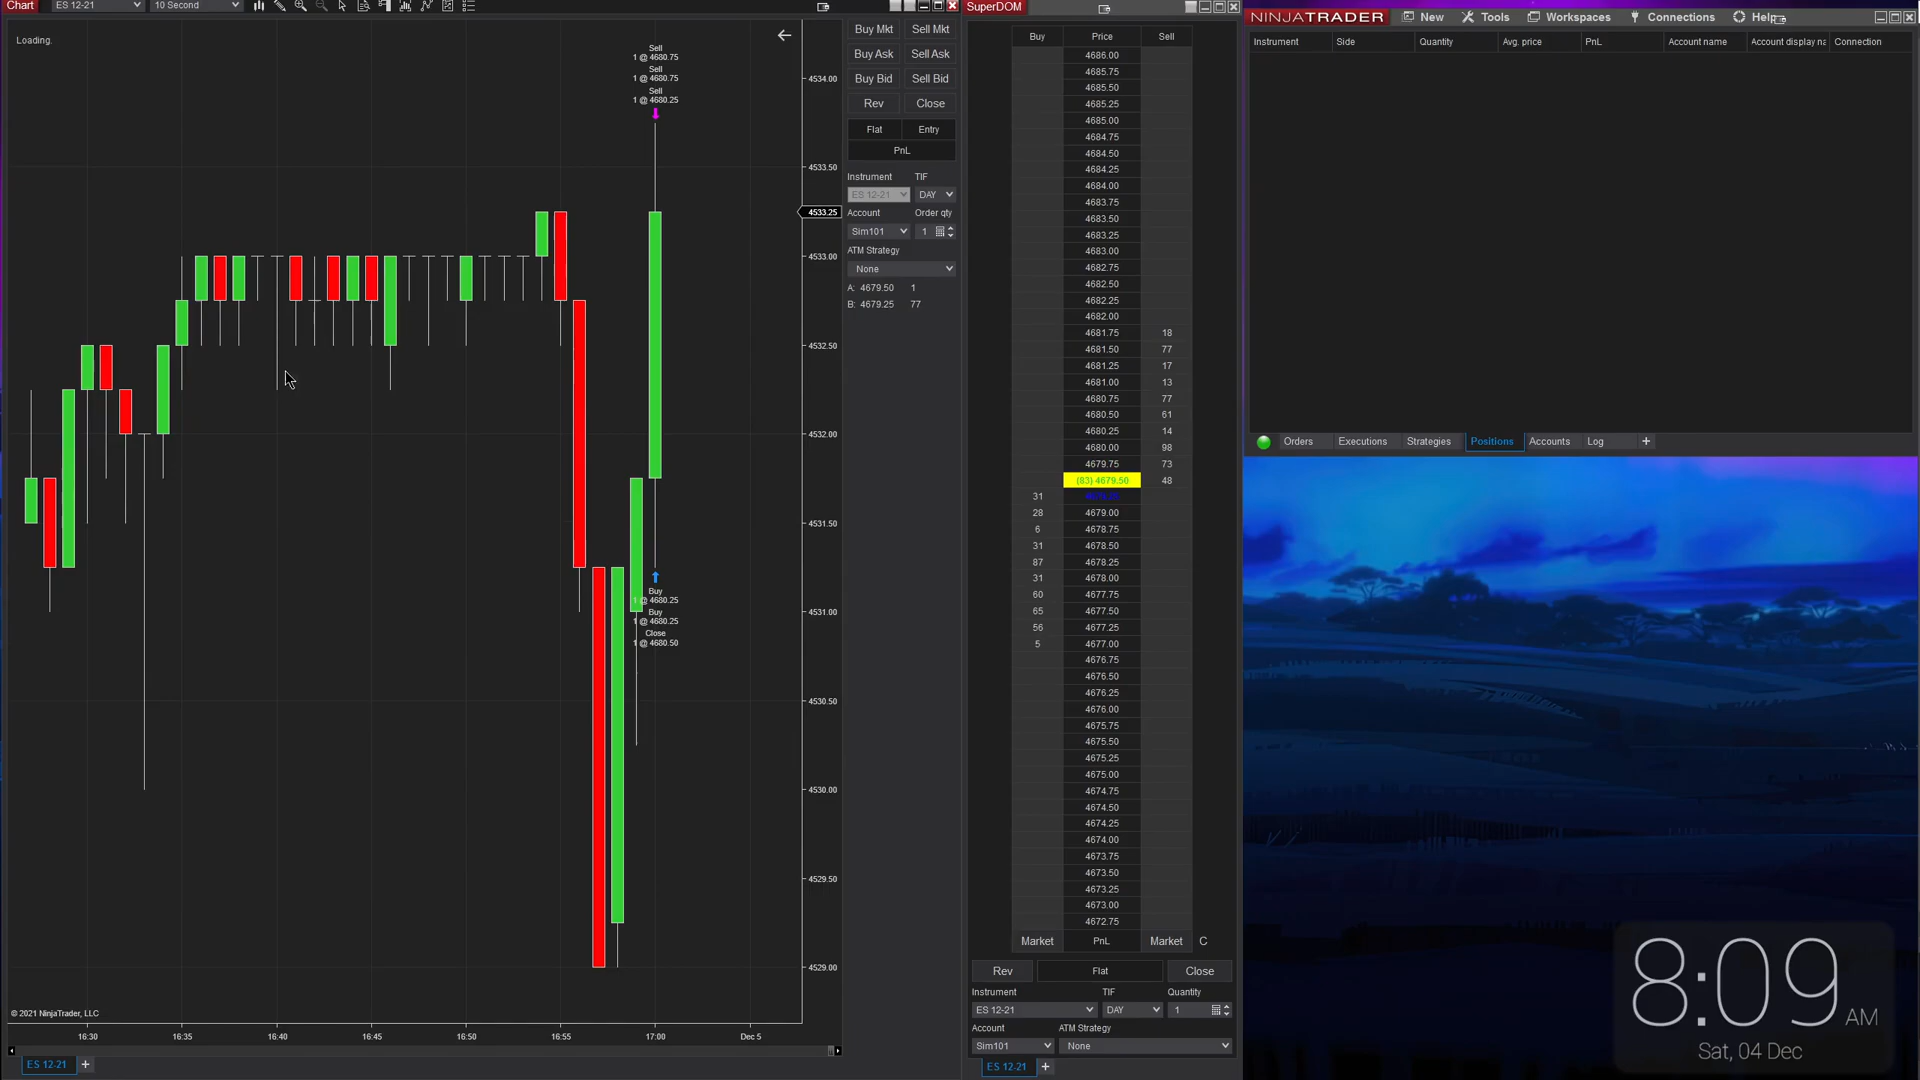 Chart ES 12-21 10 Second
Loading.
Sell
1 @ 4680.75
Sell
1 @ 4680.75
Sell
1 @ 4680.25
Buy
1 @ 4680.25
Buy
1 @ 4680.25
Close
1 @ 4680.50
4534.00
4533.50
4533.25
4533.00
4532.50
4532.00
4531.50
4531.00
4530.50
4530.00
4529.50
4529.00
© 2021 NinjaTrader, LLC
16:30 16:35 16:40 16:45 16:50 16:55 17:00 Dec 5
ES 12-21 +
Buy Mkt Sell Mkt
Buy Ask Sell Ask
Buy Bid Sell Bid
Rev Close
Flat Entry
PnL
Instrument TIF
ES 12-21 DAY
Account Order qty
Sim101 1
ATM Strategy
None
A: 4679.50 1
B: 4679.25 77
SuperDOM
Buy Price Sell
4686.00
4685.75
4685.50
4685.25
4685.00
4684.75
4684.50
4684.25
4684.00
4683.75
4683.50
4683.25
4683.00
4682.75
4682.50
4682.25
4682.00
4681.75 18
4681.50 77
4681.25 17
4681.00 13
4680.75 77
4680.50 61
4680.25 14
4680.00 98
4679.75 73
(83) 4679.50 48
31
28 4679.00
6 4678.75
31 4678.50
87 4678.25
31 4678.00
60 4677.75
65 4677.50
56 4677.25
5 4677.00
4676.75
4676.50
4676.25
4676.00
4675.75
4675.50
4675.25
4675.00
4674.75
4674.50
4674.25
4674.00
4673.75
4673.50
4673.25
4673.00
4672.75
Market PnL Market C
Rev Flat Close
Instrument TIF Quantity
ES 12-21 DAY 1
Account ATM Strategy
Sim101 None
ES 12-21 +
NINJATRADER New Tools Workspaces Connections Help
Instrument Side Quantity Avg. price PnL Account name Account display na Connection
Orders Executions Strategies Positions Accounts Log +
8:09 AM
Sat, 04 Dec